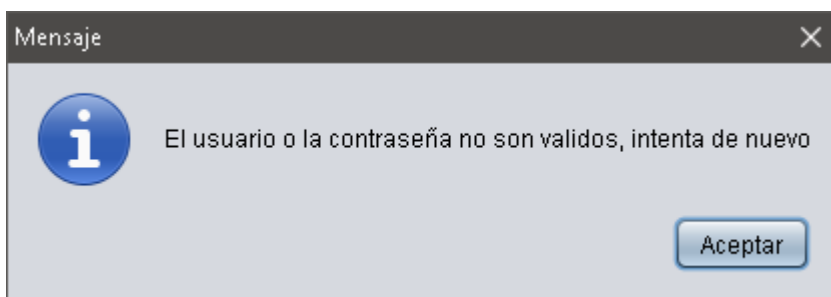 Mensaje
El usuario o la contraseña no son validos, intenta de nuevo
Aceptar